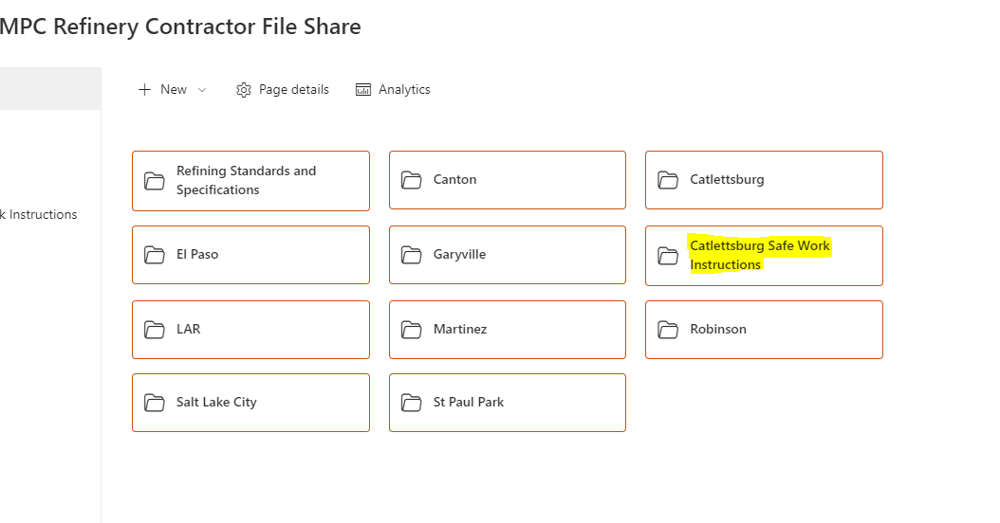 MPC Refinery Contractor File Share
New
Page details
Analytics
Refining Standards and
Specifications
Canton
Catlettsburg
k Instructions
El Paso
Garyville
Catlettsburg Safe Work
Instructions
LAR
Martinez
Robinson
Salt Lake City
St Paul Park